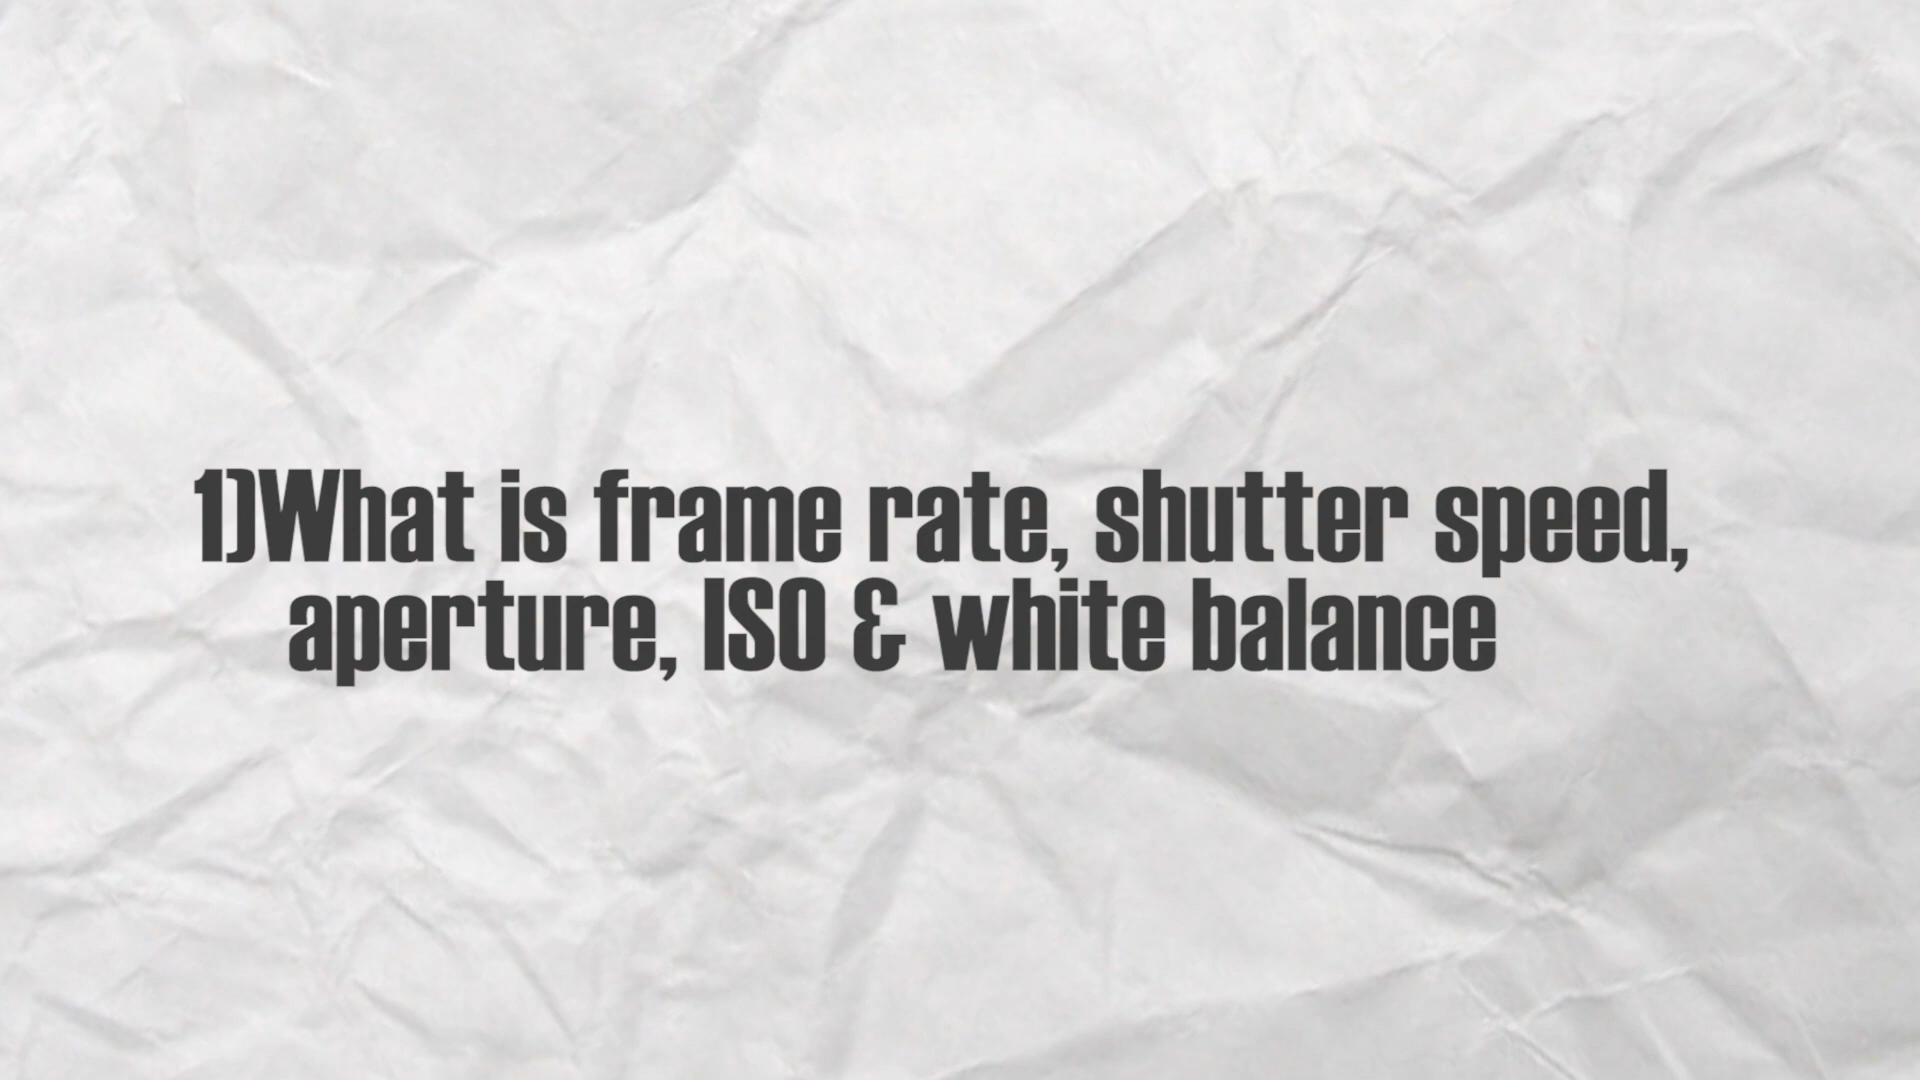 1)What is frame rate, shutter speed,
aperture, ISO & white balance